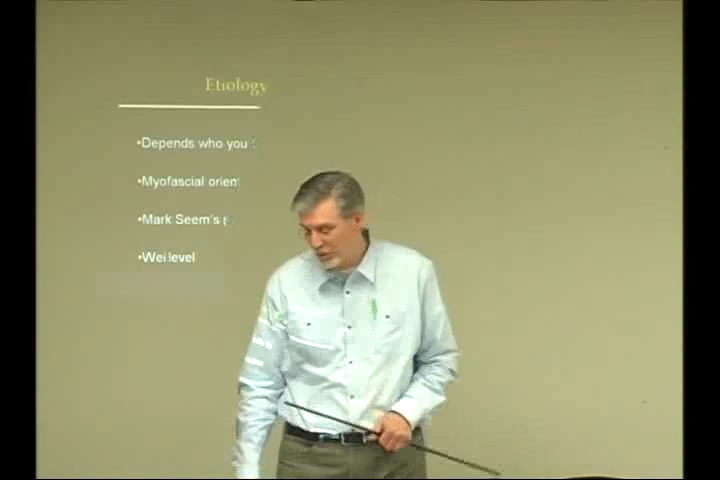 Etiology
•Depends who you
•Myofascial orient
•Mark Seem's
•Wei level